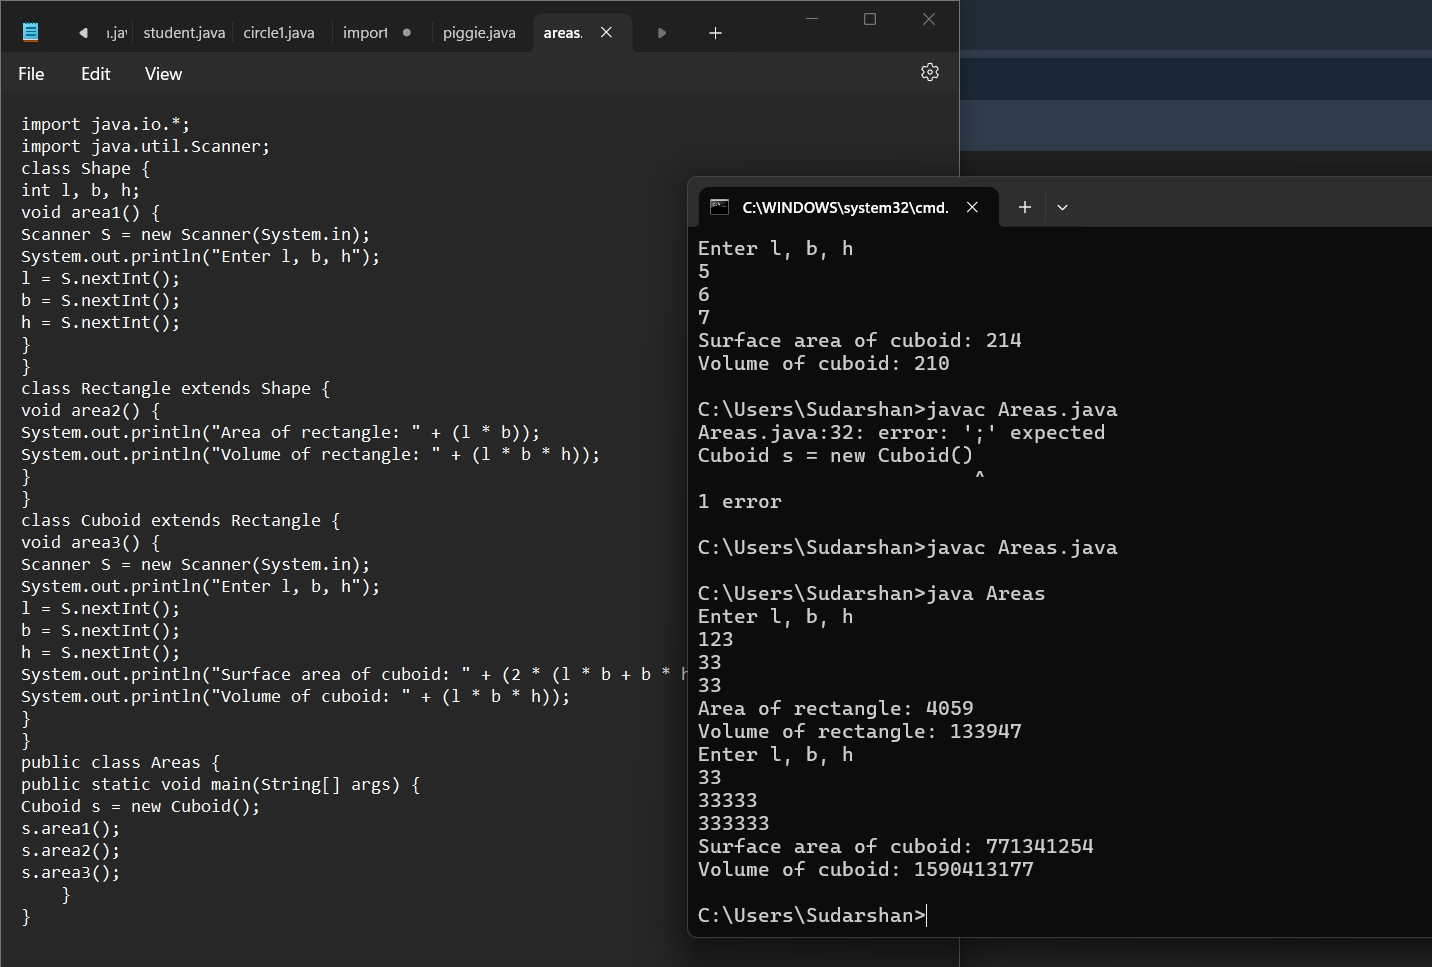 .ja
student.java
circle1.java
import
piggie.java
areas.
File
Edit
View
import java.io.*;
import java.util.Scanner;
class Shape {
int l, b, h;
void area1() {
Scanner S = new Scanner(System.in);
System.out.println("Enter l, b, h");
l = S.nextInt();
b = S.nextInt();
h = S.nextInt();
}
}
class Rectangle extends Shape {
void area2() {
System.out.println("Area of rectangle: " + (l * b));
System.out.println("Volume of rectangle: " + (l * b * h));
}
}
class Cuboid extends Rectangle {
void area3() {
Scanner S = new Scanner(System.in);
System.out.println("Enter l, b, h");
l = S.nextInt();
b = S.nextInt();
h = S.nextInt();
System.out.println("Surface area of cuboid: " + (2 * (l * b + b * h
System.out.println("Volume of cuboid: " + (l * b * h));
}
}
public class Areas {
public static void main(String[] args) {
Cuboid s = new Cuboid();
s.area1();
s.area2();
s.area3();
}
}
C:\WINDOWS\system32\cmd.
Enter l, b, h
5
6
7
Surface area of cuboid: 214
Volume of cuboid: 210
C:\Users\Sudarshan>javac Areas.java
Areas.java:32: error: ';' expected
Cuboid s = new Cuboid()
^
1 error
C:\Users\Sudarshan>javac Areas.java
C:\Users\Sudarshan>java Areas
Enter l, b, h
123
33
33
Area of rectangle: 4059
Volume of rectangle: 133947
Enter l, b, h
33
33333
333333
Surface area of cuboid: 771341254
Volume of cuboid: 1590413177
C:\Users\Sudarshan>